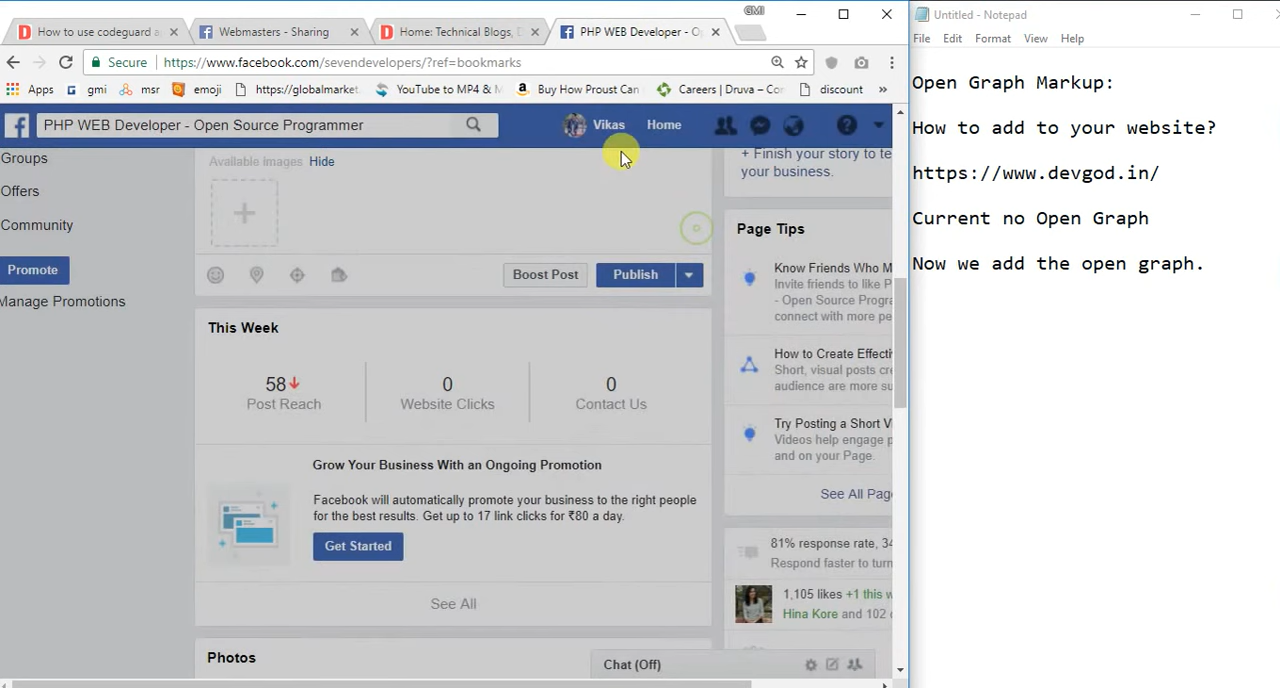 GMI
How to use codeguard a
Webmasters - Sharing
Home: Technical Blogs, D
PHP WEB Developer - O
Secure
https://www.facebook.com/sevendevelopers/?ref=bookmarks
Apps
gmi
msr
emoji
https://globalmarket
YouTube to MP4 & M
Buy How Proust Can
Careers | Druva – Co
discount
»
f
PHP WEB Developer - Open Source Programmer
Vikas
Home
Groups
Offers
Community
Promote
Manage Promotions
Available images Hide
Boost Post
Publish
This Week
58
Post Reach
0
Website Clicks
0
Contact Us
Grow Your Business With an Ongoing Promotion
Facebook will automatically promote your business to the right people
for the best results. Get up to 17 link clicks for ₹80 a day.
Get Started
See All
Photos
+ Finish your story to te
your business.
Page Tips
Know Friends Who M
Invite friends to like P
- Open Source Progra
connect with more pe
How to Create Effecti
Short, visual posts cre
audience are more su
Try Posting a Short V
Videos help engage p
and on your Page.
See All Page
81% response rate, 34
Respond faster to turn
1,105 likes +1 this w
Hina Kore and 102 o
Chat (Off)
Untitled - Notepad
File Edit Format View Help
Open Graph Markup:
How to add to your website?
https://www.devgod.in/
Current no Open Graph
Now we add the open graph.